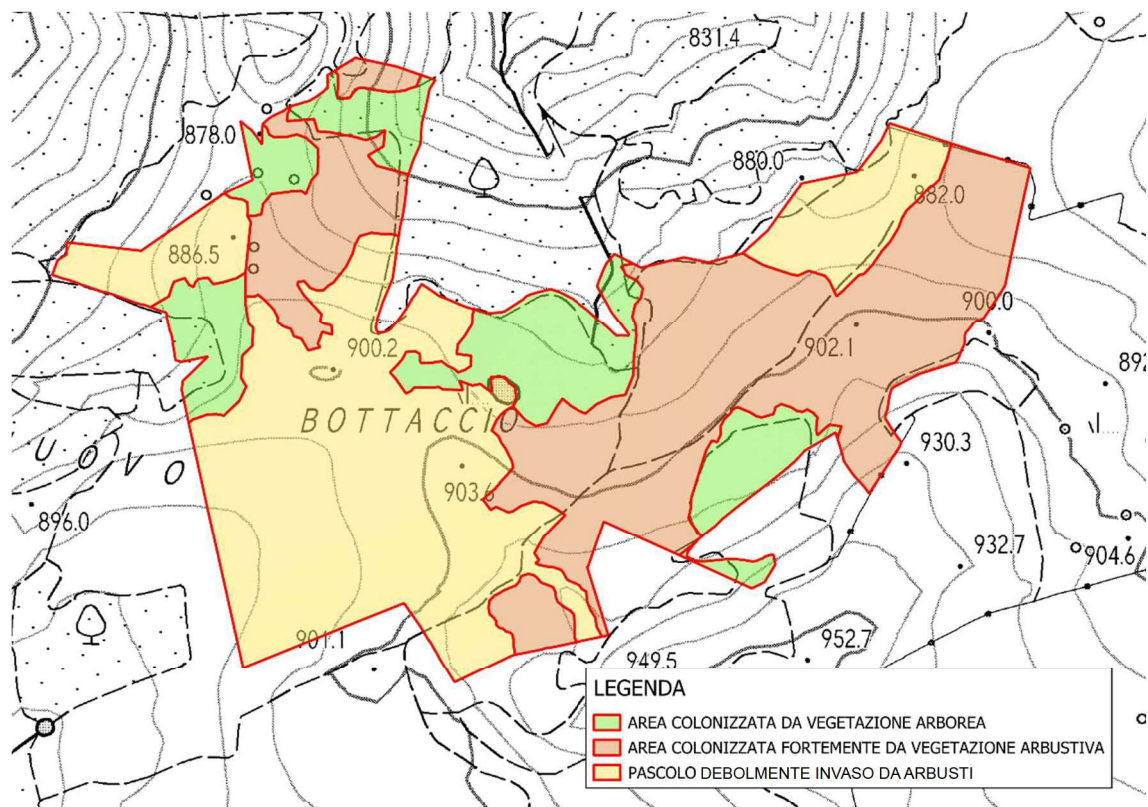 831.4
878.0
880.0
882.0
886.5
900.0
900.2
902.1
892
BOTTACCIO
UOVO
930.3
903.6
896.0
932.7
904.6
901.1
949.5
952.7
LEGENDA
AREA COLONIZZATA DA VEGETAZIONE ARBOREA
AREA COLONIZZATA FORTEMENTE DA VEGETAZIONE ARBUSTIVA
PASCOLO DEBOLMENTE INVASO DA ARBUSTI